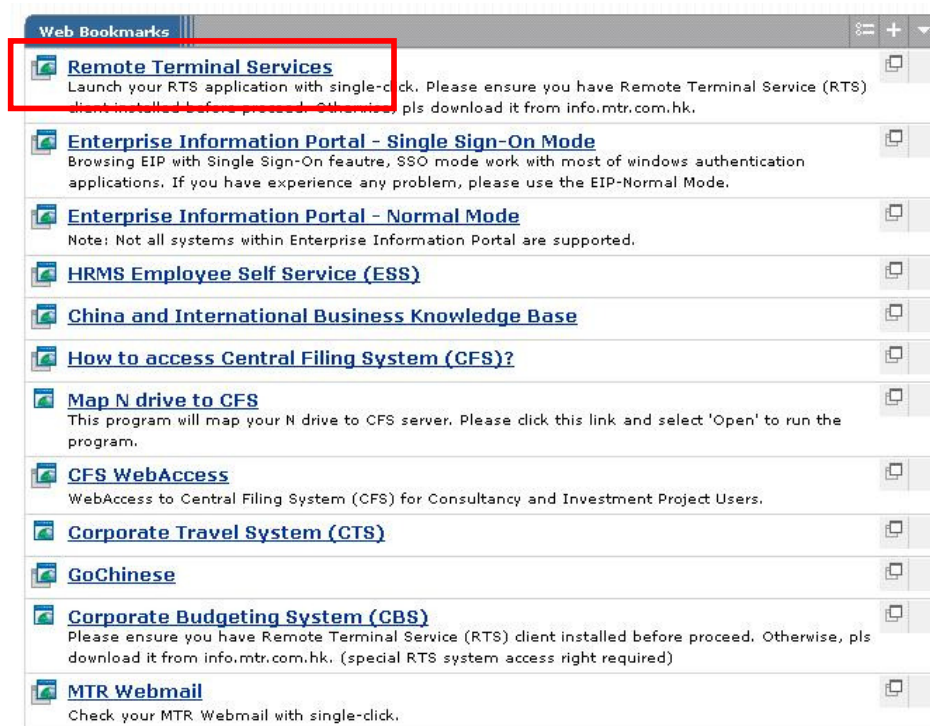 Web Bookmarks
Remote Terminal Services
Launch your RTS application with single-click. Please ensure you have Remote Terminal Service (RTS)
client installed before proceed. Otherwise, pls download it from info.mtr.com.hk.
Enterprise Information Portal - Single Sign-On Mode
Browsing EIP with Single Sign-On feautre, SSO mode work with most of windows authentication
applications. If you have experience any problem, please use the EIP-Normal Mode.
Enterprise Information Portal - Normal Mode
Note: Not all systems within Enterprise Information Portal are supported.
HRMS Employee Self Service (ESS)
China and International Business Knowledge Base
How to access Central Filing System (CFS)?
Map N drive to CFS
This program will map your N drive to CFS server. Please click this link and select 'Open' to run the
program.
CFS WebAccess
WebAccess to Central Filing System (CFS) for Consultancy and Investment Project Users.
Corporate Travel System (CTS)
GoChinese
Corporate Budgeting System (CBS)
Please ensure you have Remote Terminal Service (RTS) client installed before proceed. Otherwise, pls
download it from info.mtr.com.hk. (special RTS system access right required)
MTR Webmail
Check your MTR Webmail with single-click.